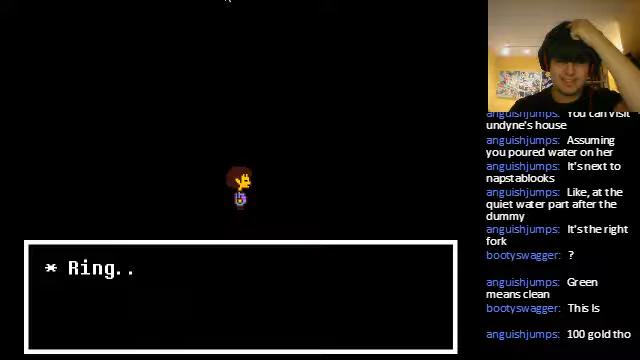 * Ring..
anguishjumps: You can visit
undyne's house
anguishjumps: Assuming
you poured water on her
anguishjumps: It's next to
napstablooks
anguishjumps: Like, at the
quiet water part after the
dummy
anguishjumps: It's the right
fork
bootyswagger: ?
anguishjumps: Green
means clean
bootyswagger: This Is
anguishjumps: 100 gold tho